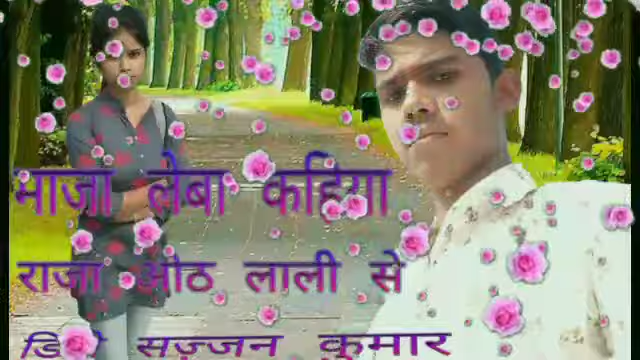 माजा लेबा कहिया
राजा ओठ लाली से
सज्जन कुमार